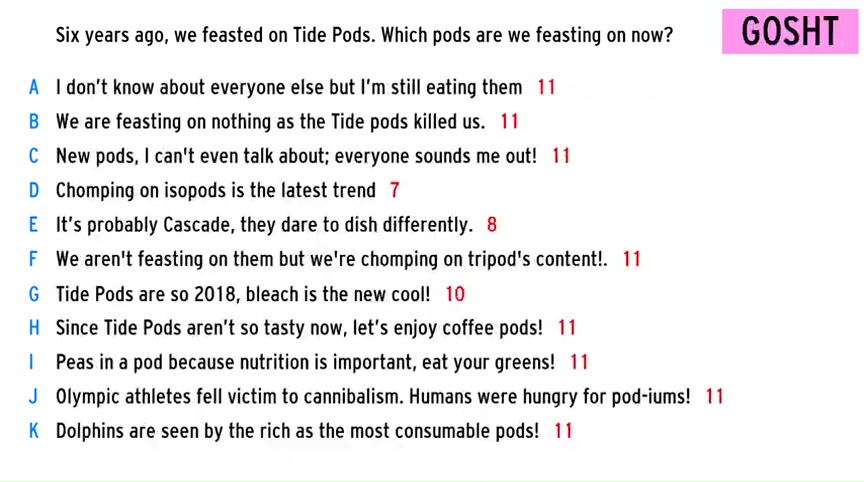 Six years ago, we feasted on Tide Pods. Which pods are we feasting on now?
GOSHT
A I don't know about everyone else but I'm still eating them 11
B We are feasting on nothing as the Tide pods killed us. 11
C New pods, I can't even talk about; everyone sounds me out! 11
D Chomping on isopods is the latest trend 7
E It's probably Cascade, they dare to dish differently. 8
F We aren't feasting on them but we're chomping on tripod's content!. 11
G Tide Pods are so 2018, bleach is the new cool! 10
H Since Tide Pods aren't so tasty now, let's enjoy coffee pods! 11
I Peas in a pod because nutrition is important, eat your greens! 11
J Olympic athletes fell victim to cannibalism. Humans were hungry for pod-iums! 11
K Dolphins are seen by the rich as the most consumable pods! 11